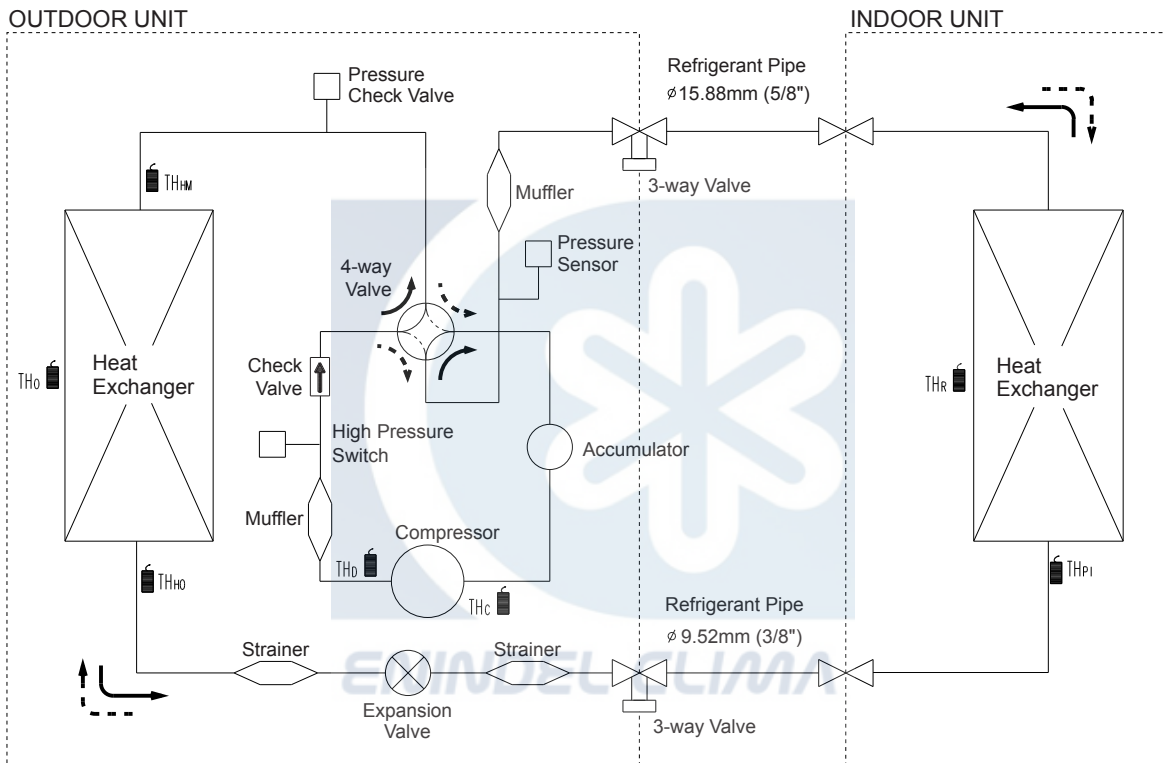 OUTDOOR UNIT
INDOOR UNIT
Pressure
Check Valve
Refrigerant Pipe
ø15.88mm (5/8")
THHM
Muffler
3-way Valve
Pressure
Sensor
4-way
Valve
Heat
Exchanger
THO
Check
Valve
THR
Heat
Exchanger
High Pressure
Switch
Accumulator
Muffler
Compressor
THD
THC
THHO
THPI
Refrigerant Pipe
ø 9.52mm (3/8")
Strainer
Strainer
ENINDEL CLIMA
Expansion
Valve
3-way Valve